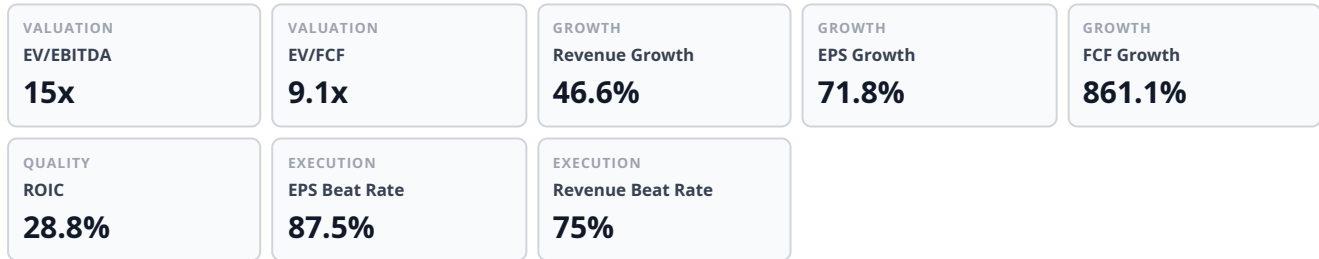 VALUATION
EV/EBITDA
15x
VALUATION
EV/FCF
9.1x
GROWTH
Revenue Growth
46.6%
GROWTH
EPS Growth
71.8%
GROWTH
FCF Growth
861.1%
QUALITY
ROIC
28.8%
EXECUTION
EPS Beat Rate
87.5%
EXECUTION
Revenue Beat Rate
75%